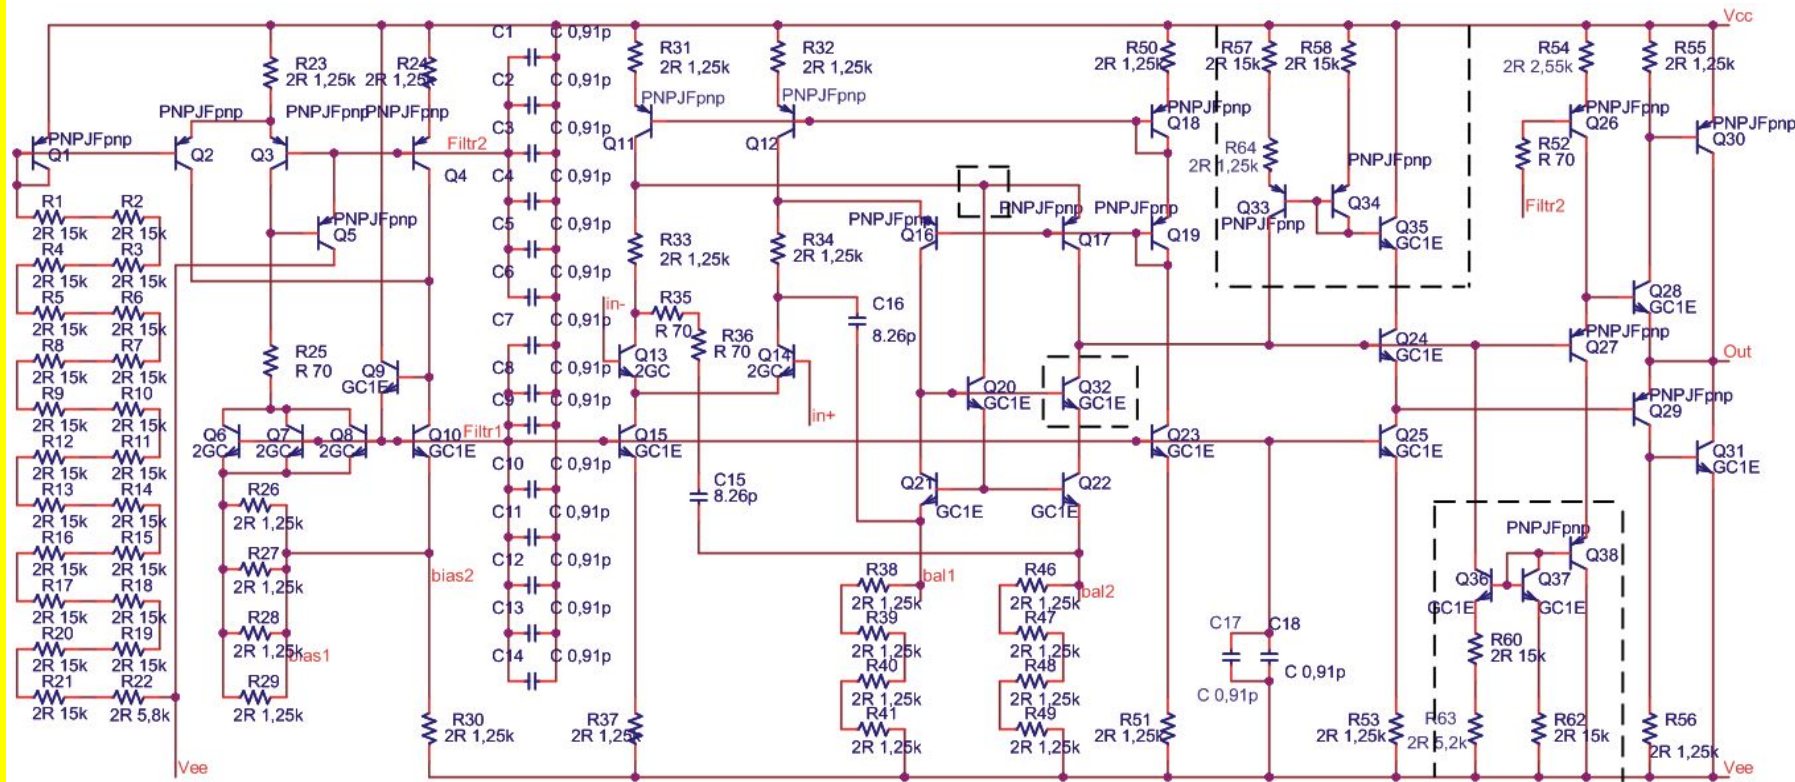 Vcc
R23
2R 1,25k
R24
2R 1,25k
C1
C 0,91p
C2
C 0,91p
C3
C 0,91p
C4
C 0,91p
C5
C 0,91p
C6
C 0,91p
C7
C 0,91p
C8
C 0,91p
C9
C 0,91p
C10
C 0,91p
C11
C 0,91p
C12
C 0,91p
C13
C 0,91p
C14
C 0,91p
R31
2R 1,25k
R32
2R 1,25k
R50
2R 1,25k
R57
2R 15k
R58
2R 15k
R54
2R 2,55k
R55
2R 1,25k
PNPJFpnp
Q1
PNPJFpnp
Q2
PNPJFpnp
Q3
PNPJFpnp
Q4
PNPJFpnp
Q5
Filtr2
PNPJFpnp
Q11
PNPJFpnp
Q12
PNPJFpnp
Q18
R64
2R 1,25k
PNPJFpnp
Q33
PNPJFpnp
Q34
Q35
GC1E
PNPJFpnp
Q26
R52
R 70
Filtr2
PNPJFpnp
Q30
R1
2R 15k
R2
2R 15k
R4
2R 15k
R3
2R 15k
R5
2R 15k
R6
2R 15k
R8
2R 15k
R7
2R 15k
R9
2R 15k
R10
2R 15k
R12
2R 15k
R11
2R 15k
R13
2R 15k
R14
2R 15k
R16
2R 15k
R15
2R 15k
R17
2R 15k
R18
2R 15k
R20
2R 15k
R19
2R 15k
R21
2R 15k
R22
2R 5,8k
Vee
R25
R 70
Q9
GC1E
Q6
2GC
Q7
2GC
Q8
2GC
Q10
GC1E
Filtr1
R26
2R 1,25k
R27
2R 1,25k
R28
2R 1,25k
R29
2R 1,25k
bias1
bias2
R30
2R 1,25k
R33
2R 1,25k
R34
2R 1,25k
in-
R35
R 70
R36
R 70
Q13
2GC
Q14
2GC
in+
Q15
GC1E
C15
8.26p
C16
8.26p
R37
2R 1,25k
PNPJFpnp
Q16
PNPJFpnp
Q17
PNPJFpnp
Q19
Q20
GC1E
Q32
GC1E
Q21
GC1E
Q22
GC1E
Q23
GC1E
bal1
bal2
R38
2R 1,25k
R39
2R 1,25k
R40
2R 1,25k
R41
2R 1,25k
R46
2R 1,25k
R47
2R 1,25k
R48
2R 1,25k
R49
2R 1,25k
R51
2R 1,25k
C17
C 0,91p
C18
C 0,91p
Q24
GC1E
Q25
GC1E
R53
2R 1,25k
Q28
GC1E
PNPJFpnp
Q27
Out
PNPJFpnp
Q29
Q31
GC1E
PNPJFpnp
Q38
Q36
GC1E
Q37
GC1E
R60
2R 15k
R63
2R 5,2k
R62
2R 15k
R56
2R 1,25k
Vee